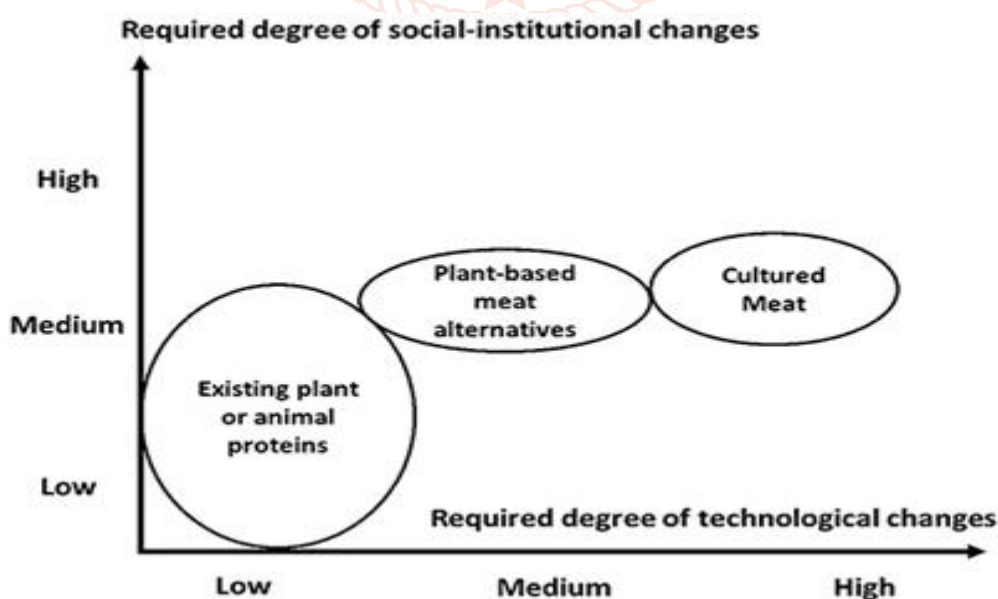 Required degree of social-institutional changes
High
Plant-based
meat
alternatives
Cultured
Meat
Medium
Existing plant
or animal
proteins
Low
Required degree of technological changes
Low
Medium
High